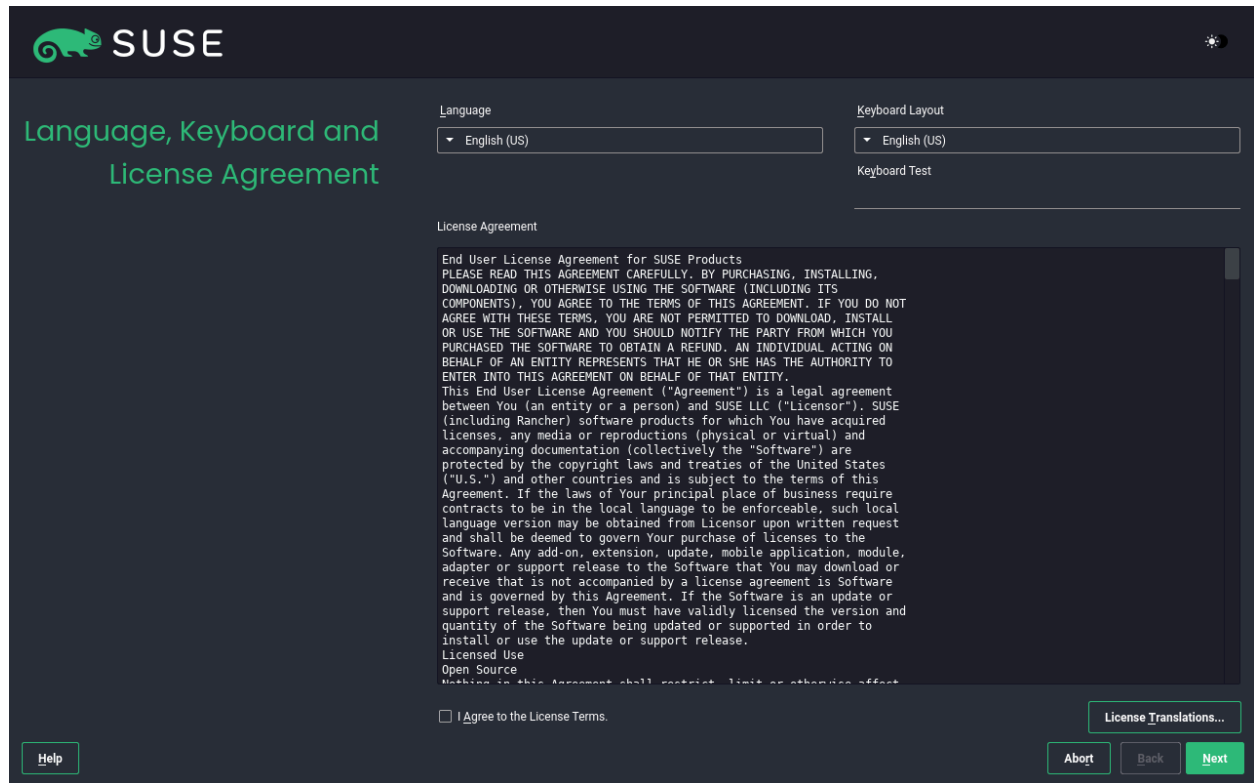 SUSE
Language, Keyboard and
License Agreement
Language
English (US)
Keyboard Layout
English (US)
Keyboard Test
License Agreement
End User License Agreement for SUSE Products
PLEASE READ THIS AGREEMENT CAREFULLY. BY PURCHASING, INSTALLING,
DOWNLOADING OR OTHERWISE USING THE SOFTWARE (INCLUDING ITS
COMPONENTS), YOU AGREE TO THE TERMS OF THIS AGREEMENT. IF YOU DO NOT
AGREE WITH THESE TERMS, YOU ARE NOT PERMITTED TO DOWNLOAD, INSTALL
OR USE THE SOFTWARE AND YOU SHOULD NOTIFY THE PARTY FROM WHICH YOU
PURCHASED THE SOFTWARE TO OBTAIN A REFUND. AN INDIVIDUAL ACTING ON
BEHALF OF AN ENTITY REPRESENTS THAT HE OR SHE HAS THE AUTHORITY TO
ENTER INTO THIS AGREEMENT ON BEHALF OF THAT ENTITY.
This End User License Agreement ("Agreement") is a legal agreement
between You (an entity or a person) and SUSE LLC ("Licensor"). SUSE
(including Rancher) software products for which You have acquired
licenses, any media or reproductions (physical or virtual) and
accompanying documentation (collectively the "Software") are
protected by the copyright laws and treaties of the United States
("U.S.") and other countries and is subject to the terms of this
Agreement. If the laws of Your principal place of business require
contracts to be in the local language to be enforceable, such local
language version may be obtained from Licensor upon written request
and shall be deemed to govern Your purchase of licenses to the
Software. Any add-on, extension, update, mobile application, module,
adapter or support release to the Software that You may download or
receive that is not accompanied by a license agreement is Software
and is governed by this Agreement. If the Software is an update or
support release, then You must have validly licensed the version and
quantity of the Software being updated or supported in order to
install or use the update or support release.
Licensed Use
Open Source
Nothing in this Agreement shall restrict, limit or otherwise affect
I Agree to the License Terms.
License Translations...
Help
Abort
Back
Next